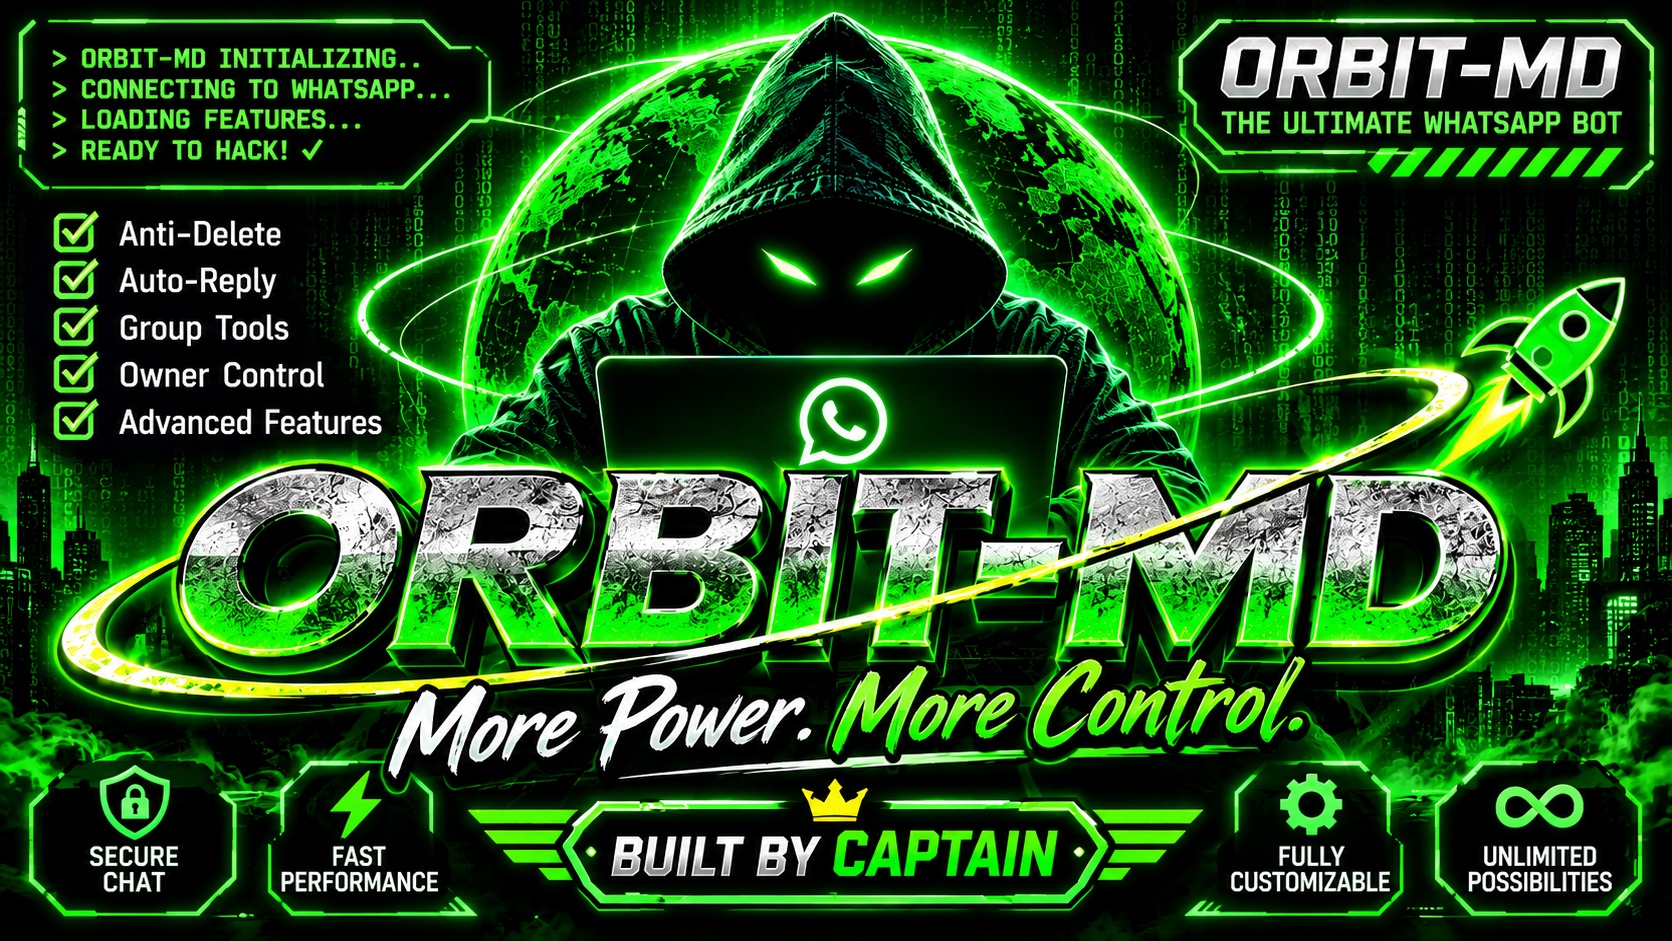 > ORBIT-MD INITIALIZING..
> CONNECTING TO WHATSAPP...
> LOADING FEATURES...
> READY TO HACK! ✓
ORBIT-MD
THE ULTIMATE WHATSAPP BOT
Anti-Delete
Auto-Reply
Group Tools
Owner Control
Advanced Features
ORBIT-MD
More Power. More Control.
SECURE
CHAT
FAST
PERFORMANCE
BUILT BY CAPTAIN
FULLY
CUSTOMIZABLE
UNLIMITED
POSSIBILITIES